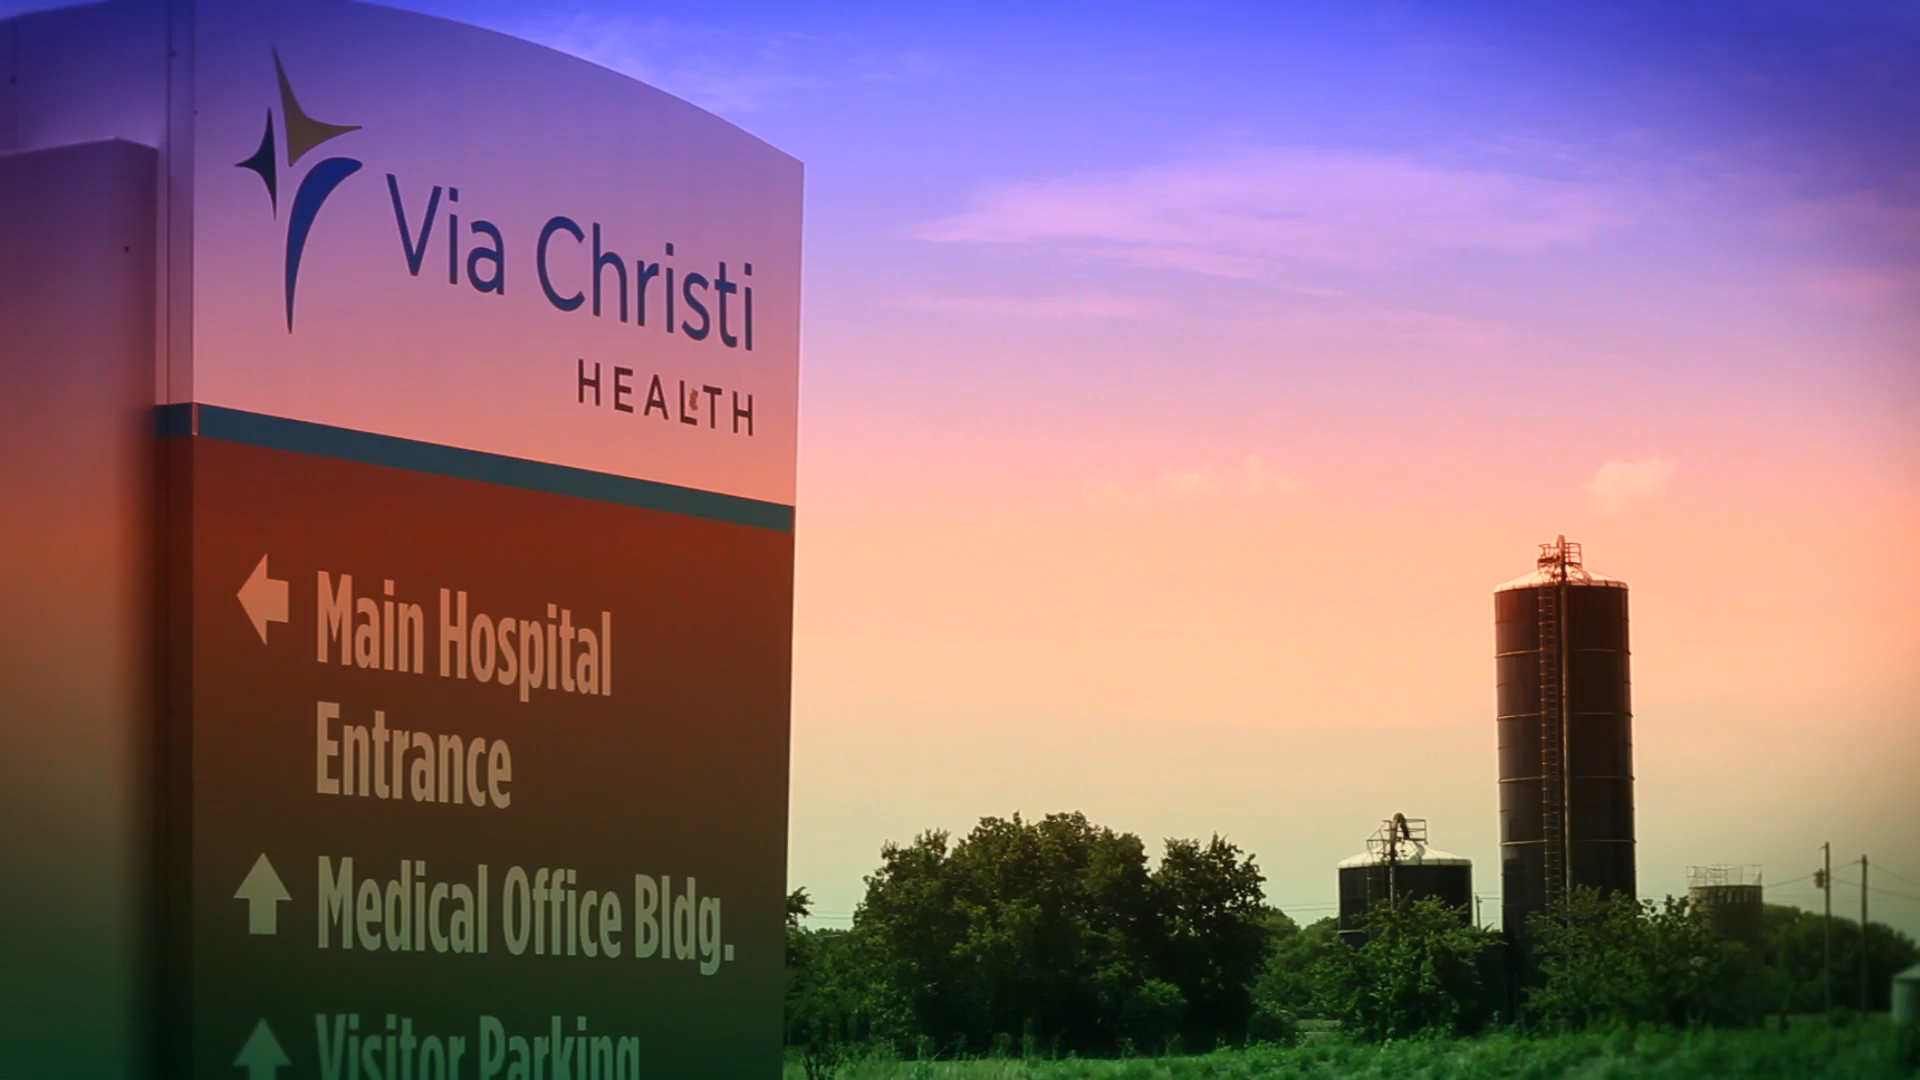 Via Christi
HEALTH
Main Hospital
Entrance
Medical Office Bldg.
Visitor Parking